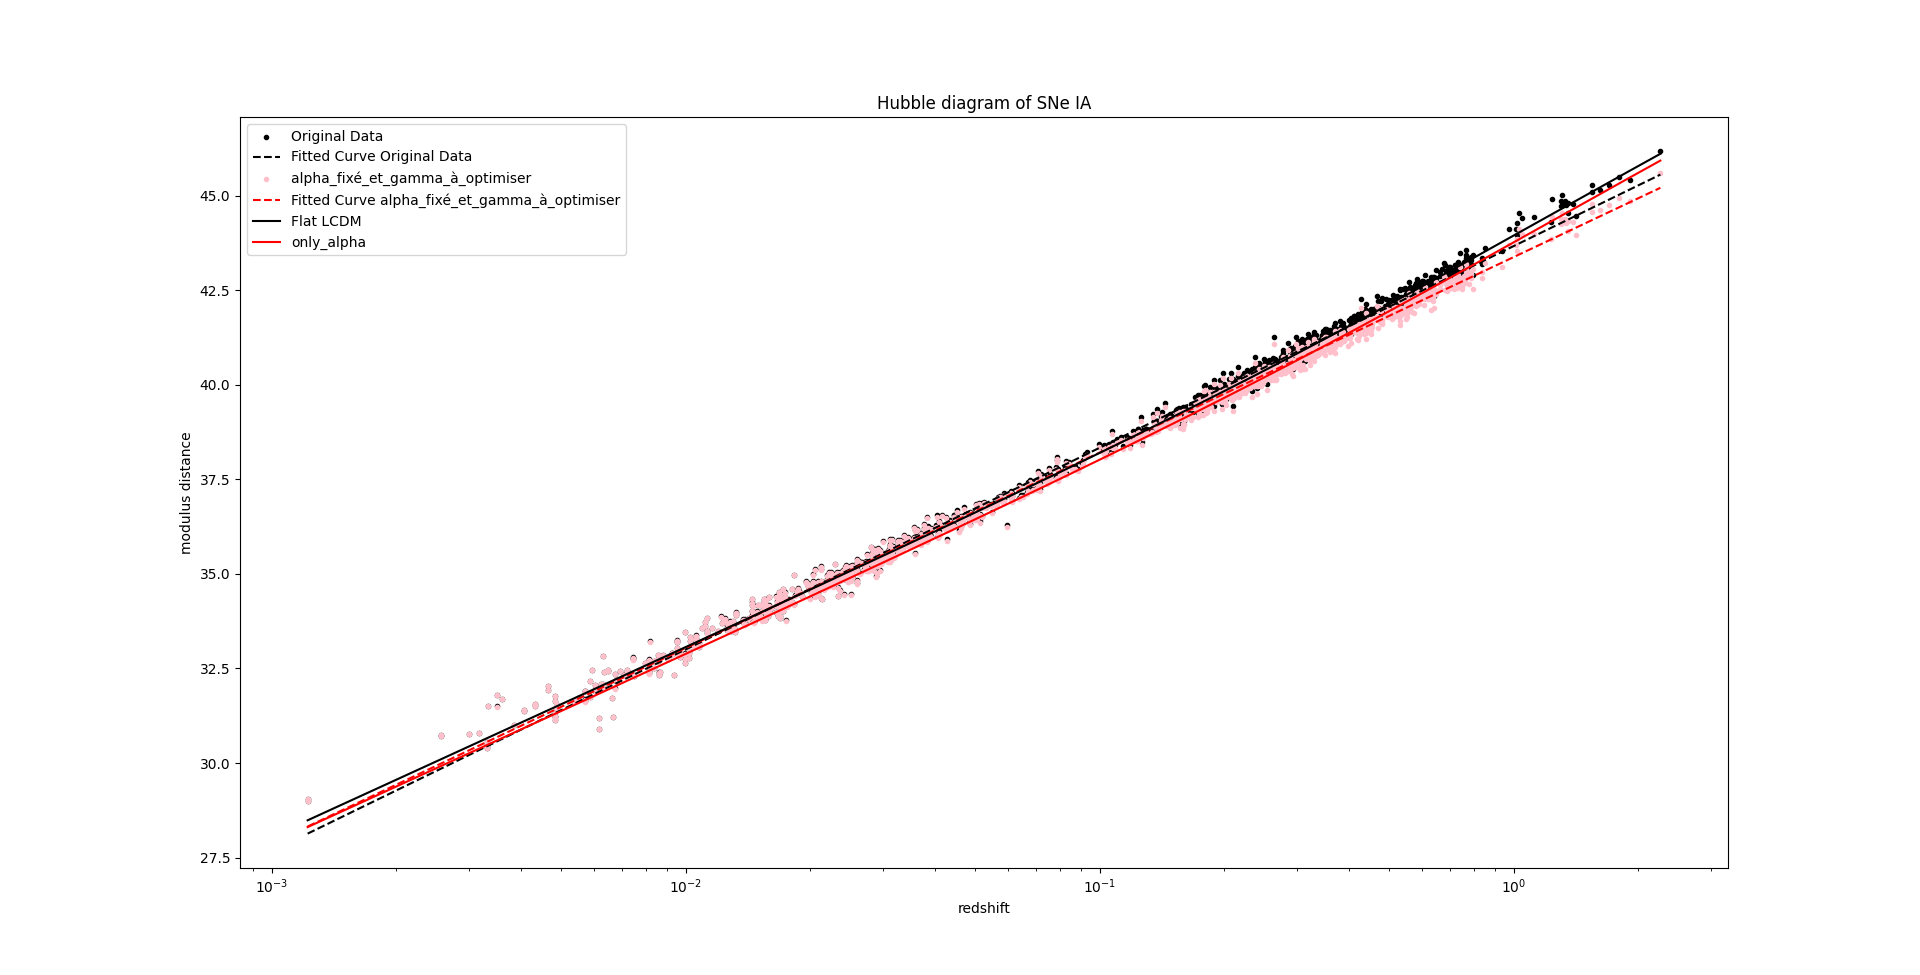 Hubble diagram of SNe IA
Original Data
Fitted Curve Original Data
alpha_fixé_et_gamma_à_optimiser
Fitted Curve alpha_fixé_et_gamma_à_optimiser
Flat LCDM
only_alpha
modulus distance
45.0
42.5
40.0
37.5
35.0
32.5
30.0
27.5
10⁻³
10⁻²
10⁻¹
10⁰
redshift